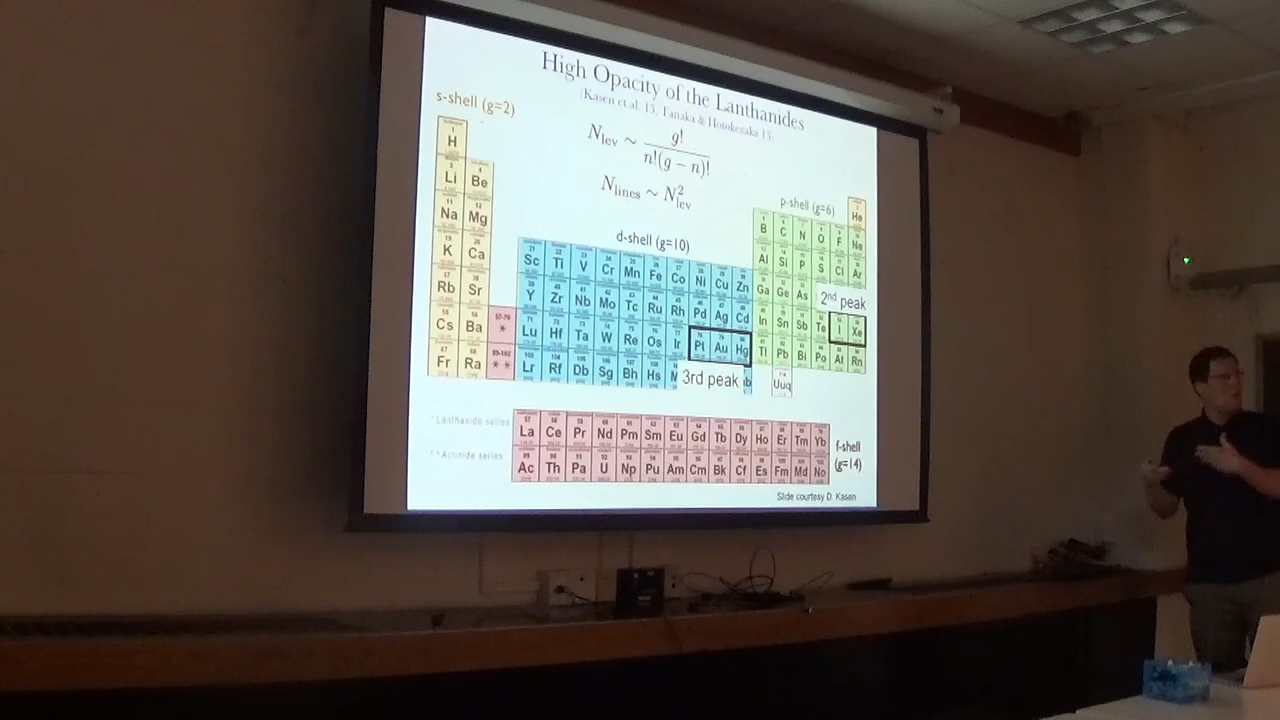 High Opacity of the Lanthanides
(Kasen et al. 13, Tanaka & Hotokezaka 13)
s-shell (g=2)
N_lev ~ g! / n!(g − n)!
N_lines ~ N²_lev
p-shell (g=6)
d-shell (g=10)
H He
Li Be B C N O F Ne
Na Mg Al Si P S Cl Ar
K Ca Sc Ti V Cr Mn Fe Co Ni Cu Zn Ga Ge As
2nd peak
Rb Sr Y Zr Nb Mo Tc Ru Rh Pd Ag Cd In Sn Sb Te I Xe
Cs Ba 57-70 * Lu Hf Ta W Re Os Ir Pt Au Hg Tl Pb Bi Po At Rn
Fr Ra 89-102 ** Lr Rf Db Sg Bh Hs
3rd peak
Uuq
*Lanthanide series La Ce Pr Nd Pm Sm Eu Gd Tb Dy Ho Er Tm Yb
**Actinide series Ac Th Pa U Np Pu Am Cm Bk Cf Es Fm Md No
f-shell
(g=14)
Slide courtesy D. Kasen